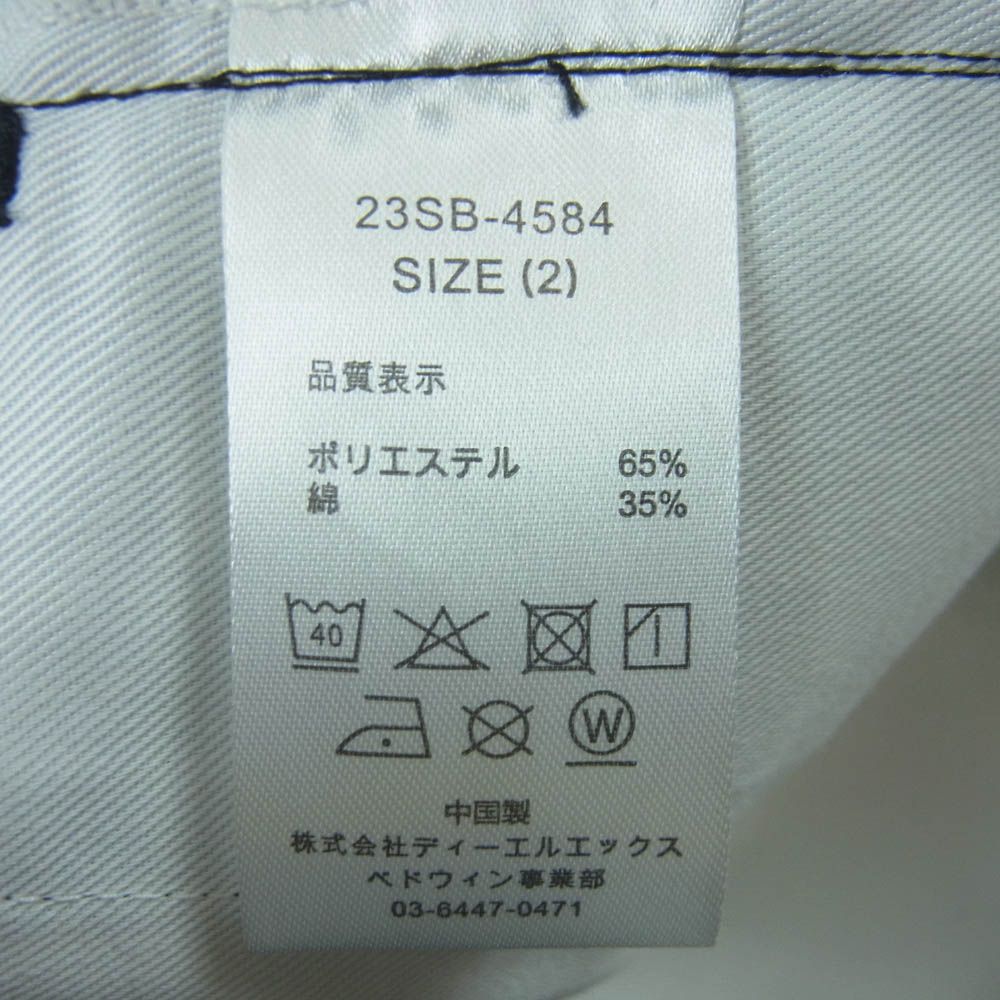 23SB-4584
SIZE (2)
品質表示
ポリエステル 65%
綿 35%
40
W
中国製
株式会社ディーエルエックス
ベドウィン事業部
03-6447-0471